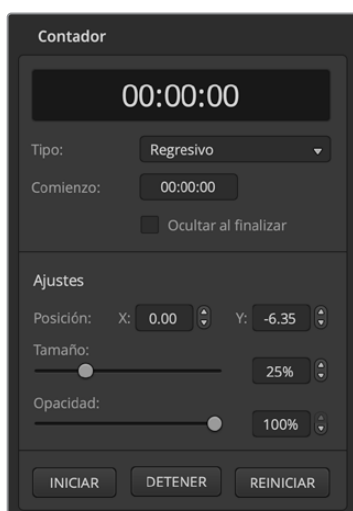 Contador
00:00:00
Tipo: Regresivo
Comienzo: 00:00:00
Ocultar al finalizar
Ajustes
Posición: X: 0.00 Y: -6.35
Tamaño:
25%
Opacidad:
100%
INICIAR DETENER REINICIAR